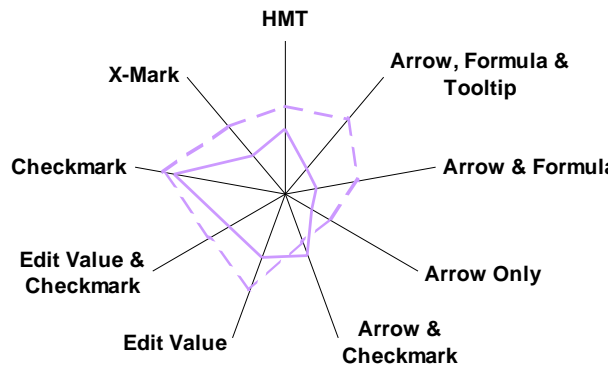 HMT
Arrow, Formula &
Tooltip
Arrow & Formula
Arrow Only
Arrow &
Checkmark
Edit Value
Edit Value &
Checkmark
Checkmark
X-Mark